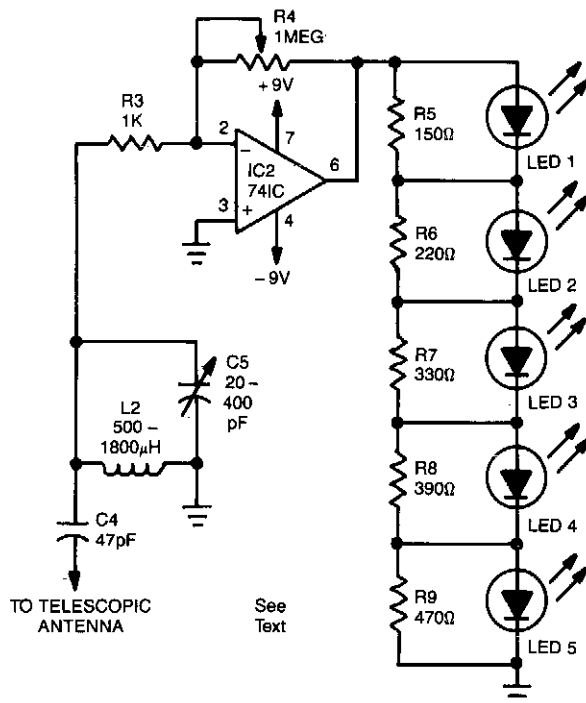 R4
1MEG
+9V
R3
1K
2
7
IC2
74IC
6
3
4
-9V
R5
150Ω
LED 1
R6
220Ω
LED 2
R7
330Ω
LED 3
C5
20 –
400
pF
L2
500 –
1800μH
R8
390Ω
LED 4
C4
47pF
TO TELESCOPIC
ANTENNA
See
Text
R9
470Ω
LED 5